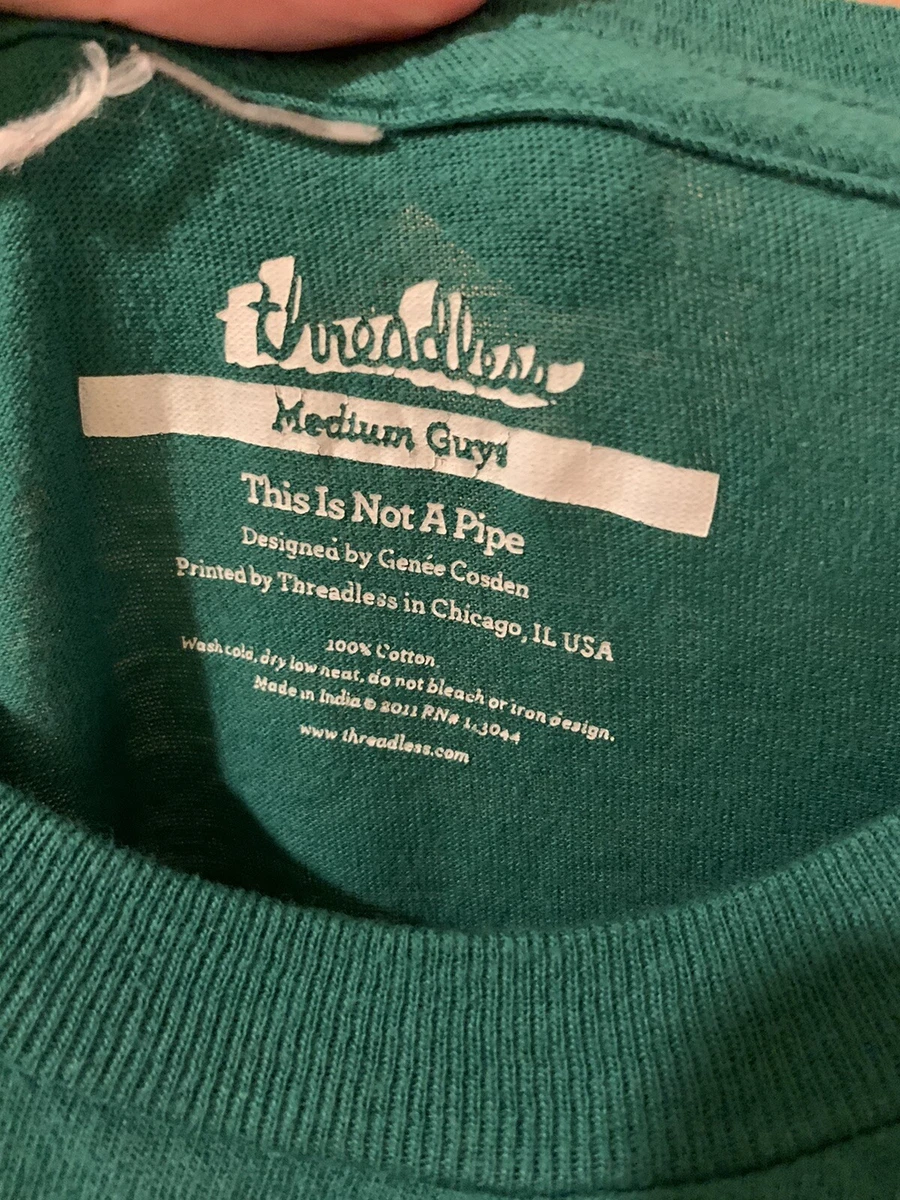 threadless
Medium Guys
This Is Not A Pipe
Designed by Genée Cosden
Printed by Threadless in Chicago, IL USA
100% Cotton
Wash cold, dry low heat, do not bleach or iron design.
Made in India © 2011 RN#
www.threadless.com